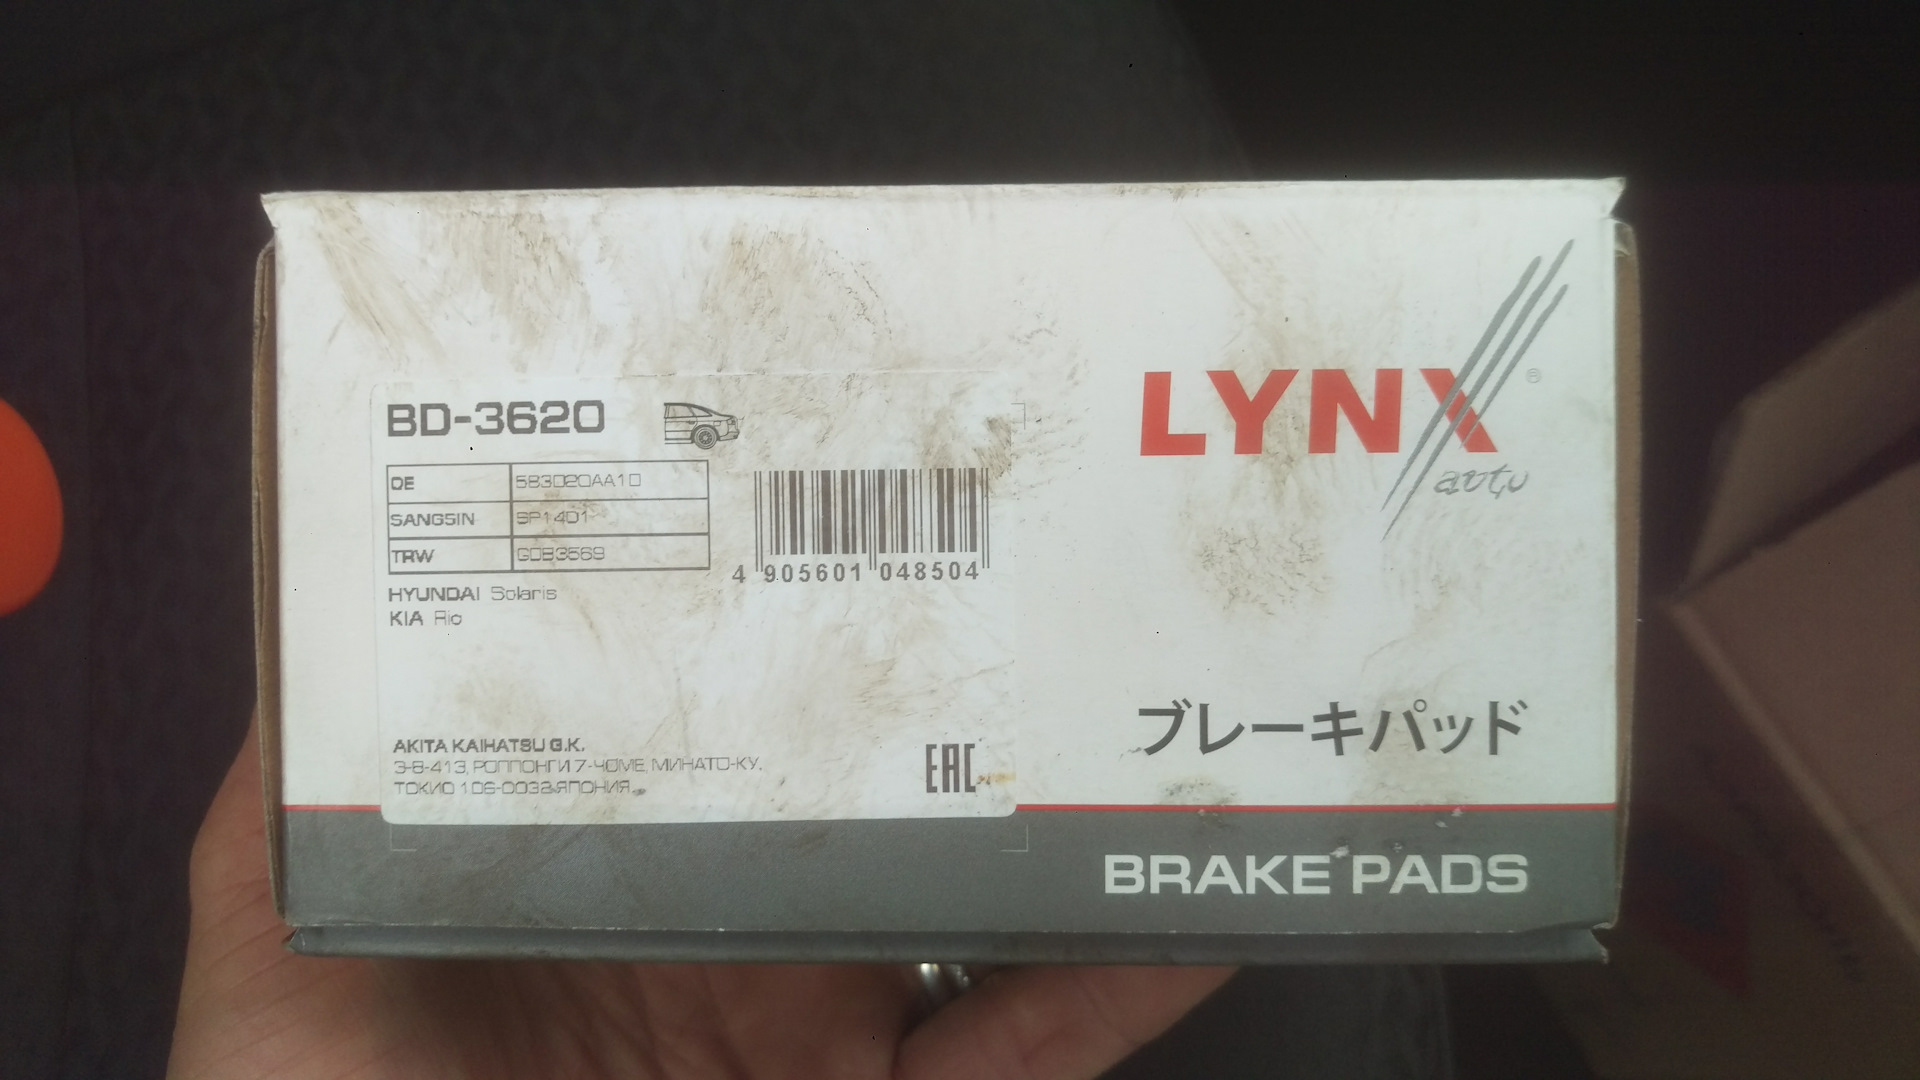 BD-3620
OE 583020AA10
SANGSIN SP1401
TRW GDB3569
HYUNDAI Solaris
KIA Rio
4 905601 048504
AKITA KAIHATSU G.K.
3-8-413, РОППОНГИ 7-ЧОМЕ, МИНАТО-КУ,
ТОКИО 106-0032 ЯПОНИЯ
EAC
LYNX®
auto
ブレーキパッド
BRAKE PADS